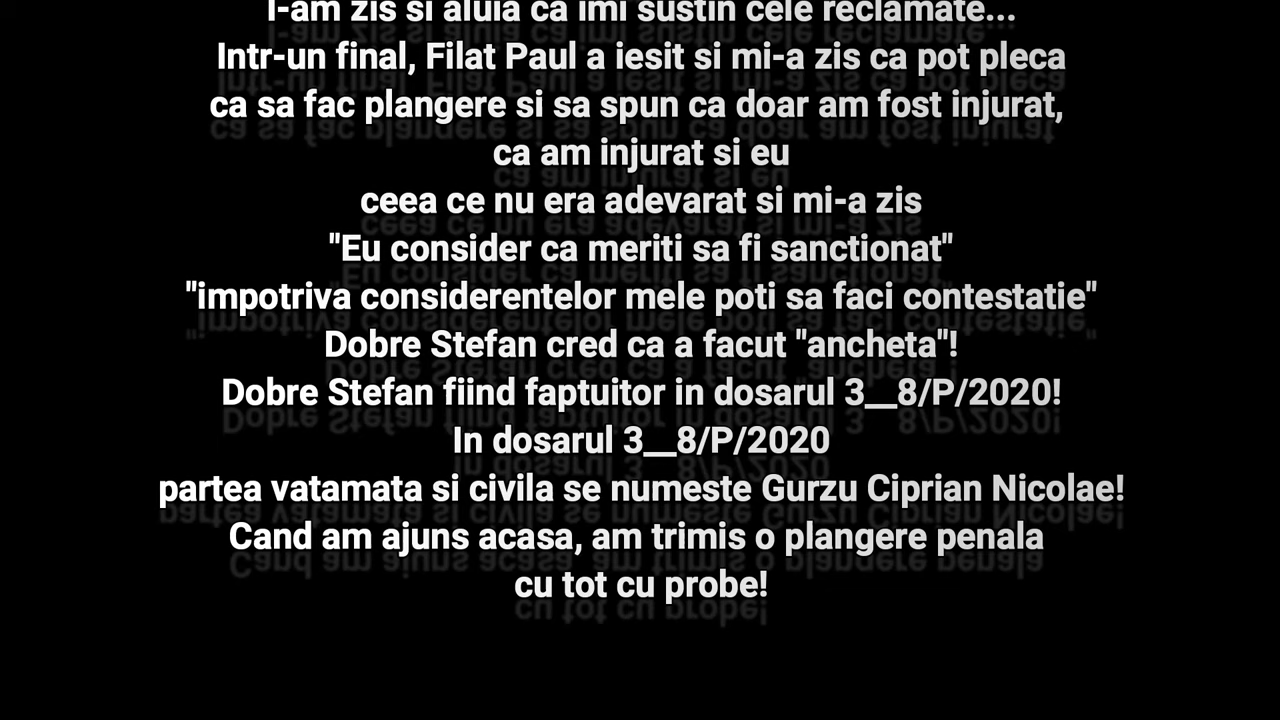 I-am zis si aluia ca imi sustin cele reclamate...
Intr-un final, Filat Paul a iesit si mi-a zis ca pot pleca
ca sa fac plangere si sa spun ca doar am fost injurat,
ca am injurat si eu
ceea ce nu era adevarat si mi-a zis
"Eu consider ca meriti sa fi sanctionat"
"impotriva considerentelor mele poti sa faci contestatie"
Dobre Stefan cred ca a facut "ancheta"!
Dobre Stefan fiind faptuitor in dosarul 3__8/P/2020!
In dosarul 3__8/P/2020
partea vatamata si civila se numeste Gurzu Ciprian Nicolae!
Cand am ajuns acasa, am trimis o plangere penala
cu tot cu probe!